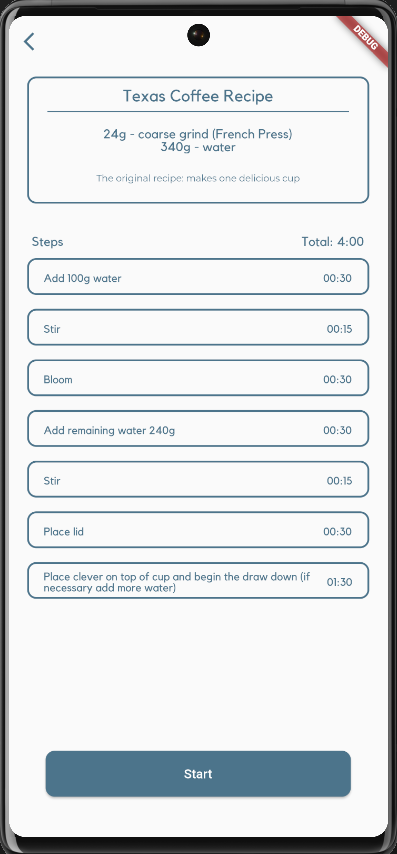 DEBUG
Texas Coffee Recipe
24g - coarse grind (French Press)
340g - water
The original recipe: makes one delicious cup
Steps Total: 4:00
Add 100g water 00:30
Stir 00:15
Bloom 00:30
Add remaining water 240g 00:30
Stir 00:15
Place lid 00:30
Place clever on top of cup and begin the draw down (if
necessary add more water) 01:30
Start